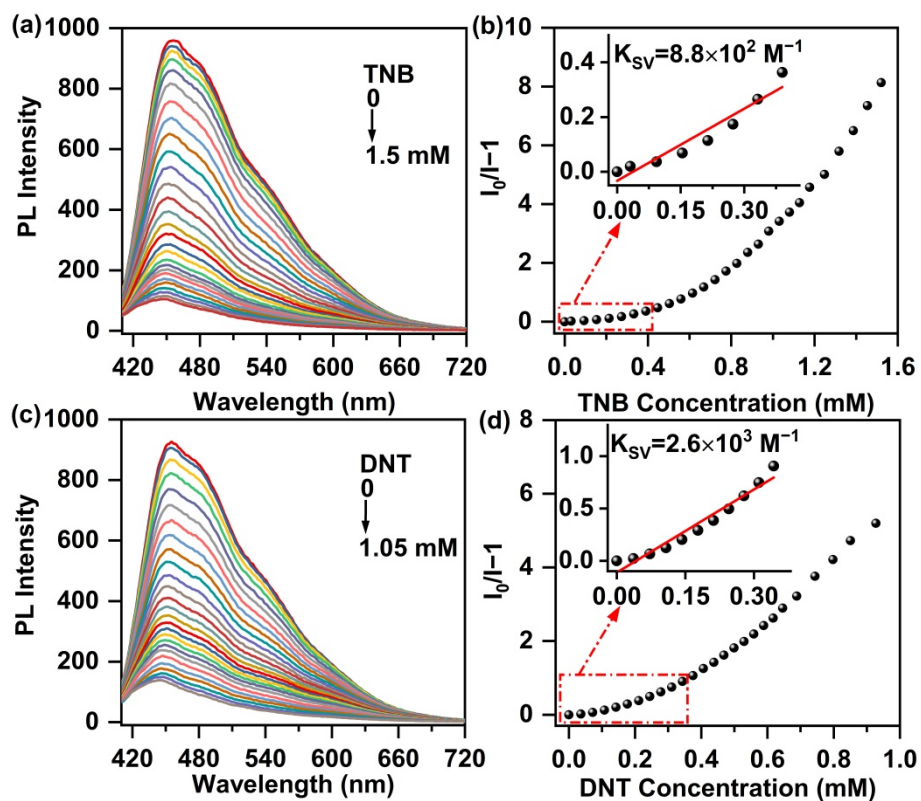 (a)
1000
800
600
400
200
0
PL Intensity
TNB
0
1.5 mM
420 480 540 600 660 720
Wavelength (nm)
(b)
10
8
6
4
2
0
I₀/I−1
K_SV=8.8×10² M⁻¹
0.4
0.2
0.0
0.00 0.15 0.30
0.0 0.4 0.8 1.2 1.6
TNB Concentration (mM)
(c)
1000
800
600
400
200
0
PL Intensity
DNT
0
1.05 mM
420 480 540 600 660 720
Wavelength (nm)
(d)
8
6
4
2
0
I₀/I−1
K_SV=2.6×10³ M⁻¹
1.0
0.5
0.0
0.00 0.15 0.30
0.0 0.2 0.4 0.6 0.8 1.0
DNT Concentration (mM)